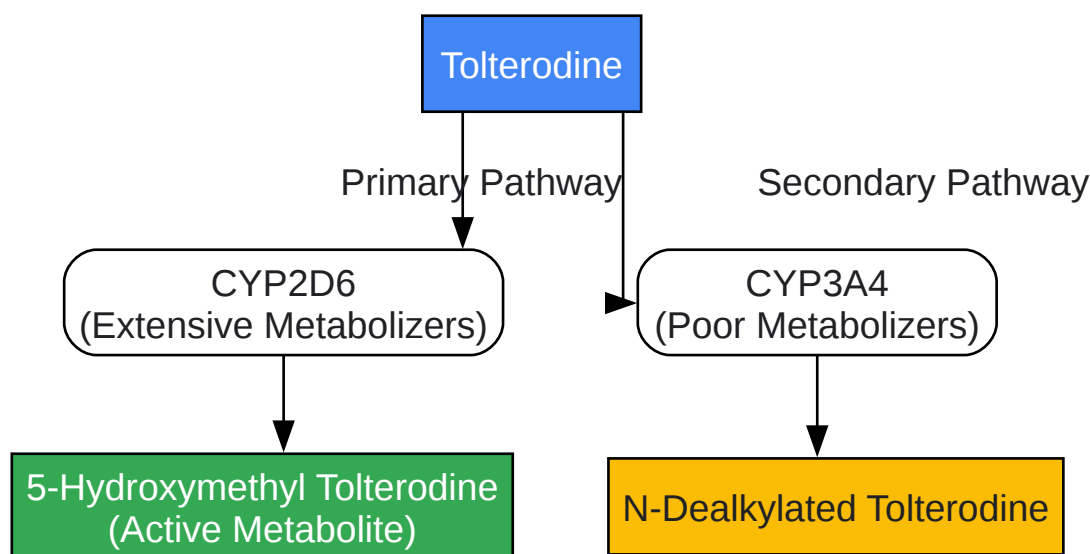 Tolterodine
Primary Pathway
Secondary Pathway
CYP2D6
(Extensive Metabolizers)
CYP3A4
(Poor Metabolizers)
5-Hydroxymethyl Tolterodine
(Active Metabolite)
N-Dealkylated Tolterodine